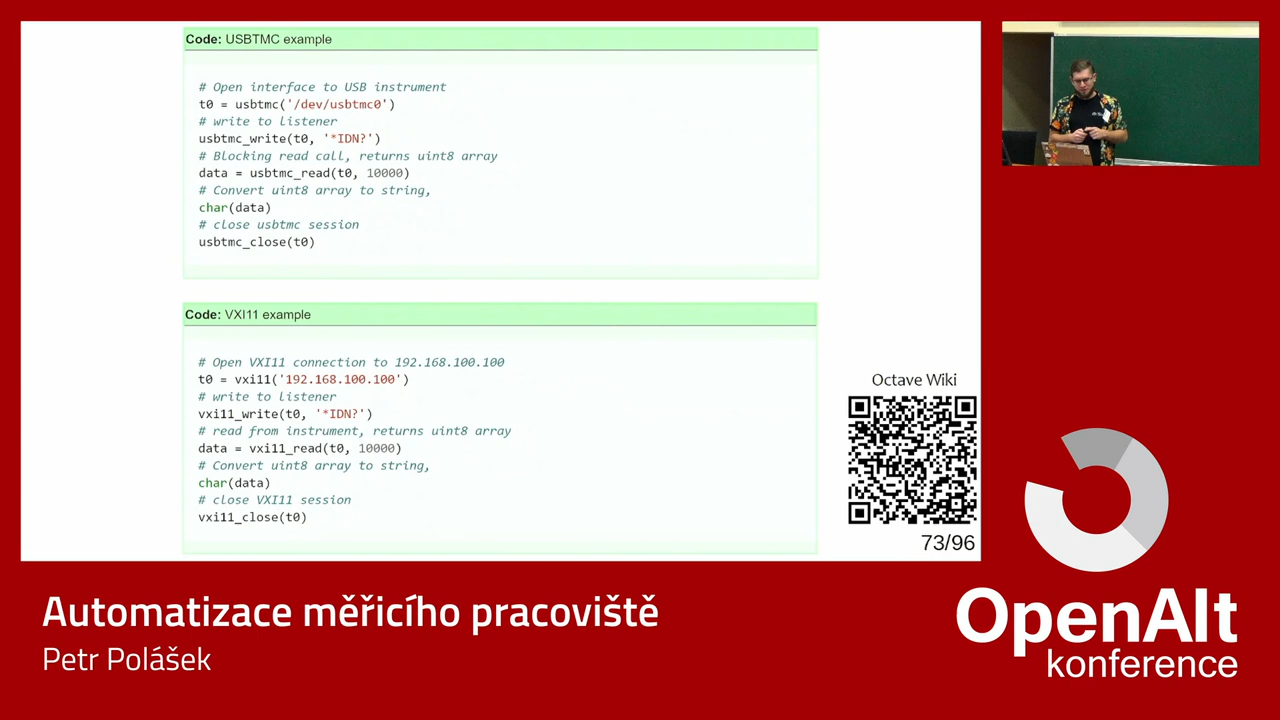 Code: USBTMC example
# Open interface to USB instrument
t0 = usbtmc('/dev/usbtmc0')
# write to listener
usbtmc_write(t0, '*IDN?')
# Blocking read call, returns uint8 array
data = usbtmc_read(t0, 10000)
# Convert uint8 array to string,
char(data)
# close usbtmc session
usbtmc_close(t0)
Code: VXI11 example
# Open VXI11 connection to 192.168.100.100
t0 = vxi11('192.168.100.100')
# write to listener
vxi11_write(t0, '*IDN?')
# read from instrument, returns uint8 array
data = vxi11_read(t0, 10000)
# Convert uint8 array to string,
char(data)
# close VXI11 session
vxi11_close(t0)
Octave Wiki
73/96
Automatizace měřicího pracoviště
Petr Polášek
OpenAlt
konference